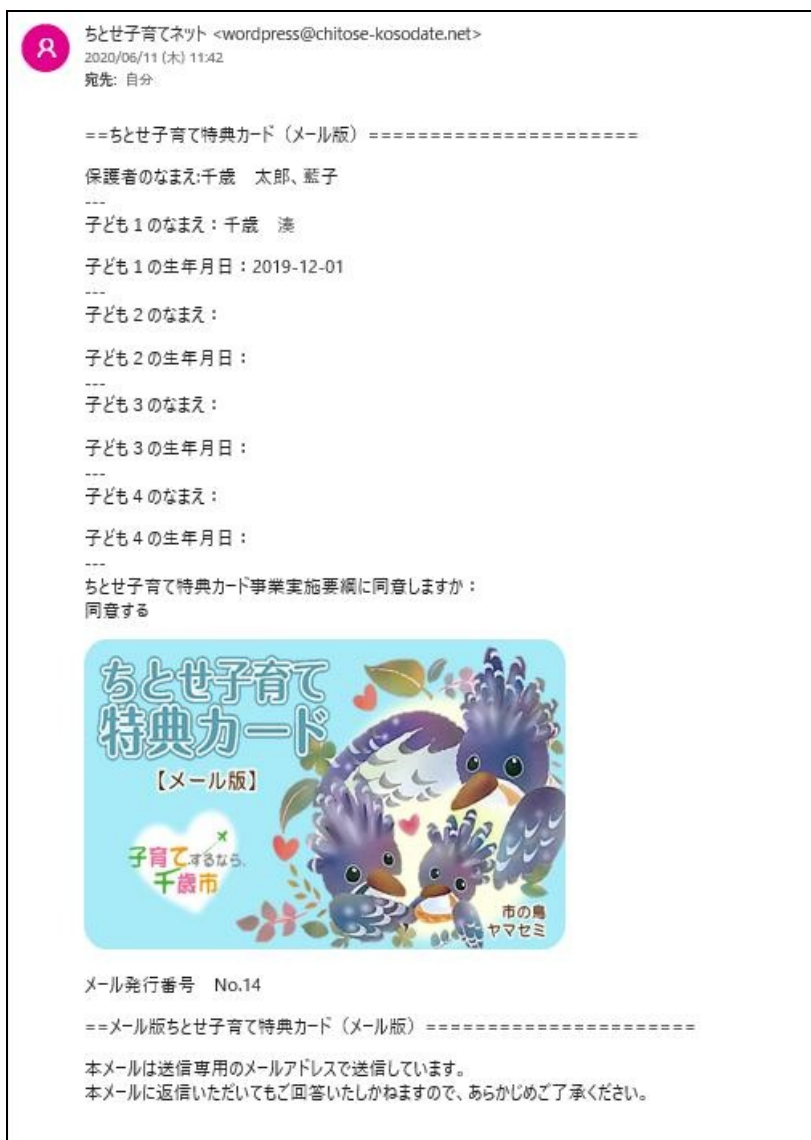 ちとせ子育てネット <wordpress@chitose-kosodate.net>
2020/06/11 (木) 11:42
宛先: 自分
==ちとせ子育て特典カード（メール版）======================
保護者のなまえ:千歳　太郎、藍子
---
子ども1のなまえ：千歳　湊
子ども1の生年月日：2019-12-01
---
子ども2のなまえ：
子ども2の生年月日：
---
子ども3のなまえ：
子ども3の生年月日：
---
子ども4のなまえ：
子ども4の生年月日：
---
ちとせ子育て特典カード事業実施要綱に同意しますか：
同意する
ちとせ子育て
特典カード
【メール版】
子育てするなら、
千歳市
市の鳥
ヤマセミ
メール発行番号　No.14
==メール版ちとせ子育て特典カード（メール版）======================
本メールは送信専用のメールアドレスで送信しています。
本メールに返信いただいてもご回答いたしかねますので、あらかじめご了承ください。